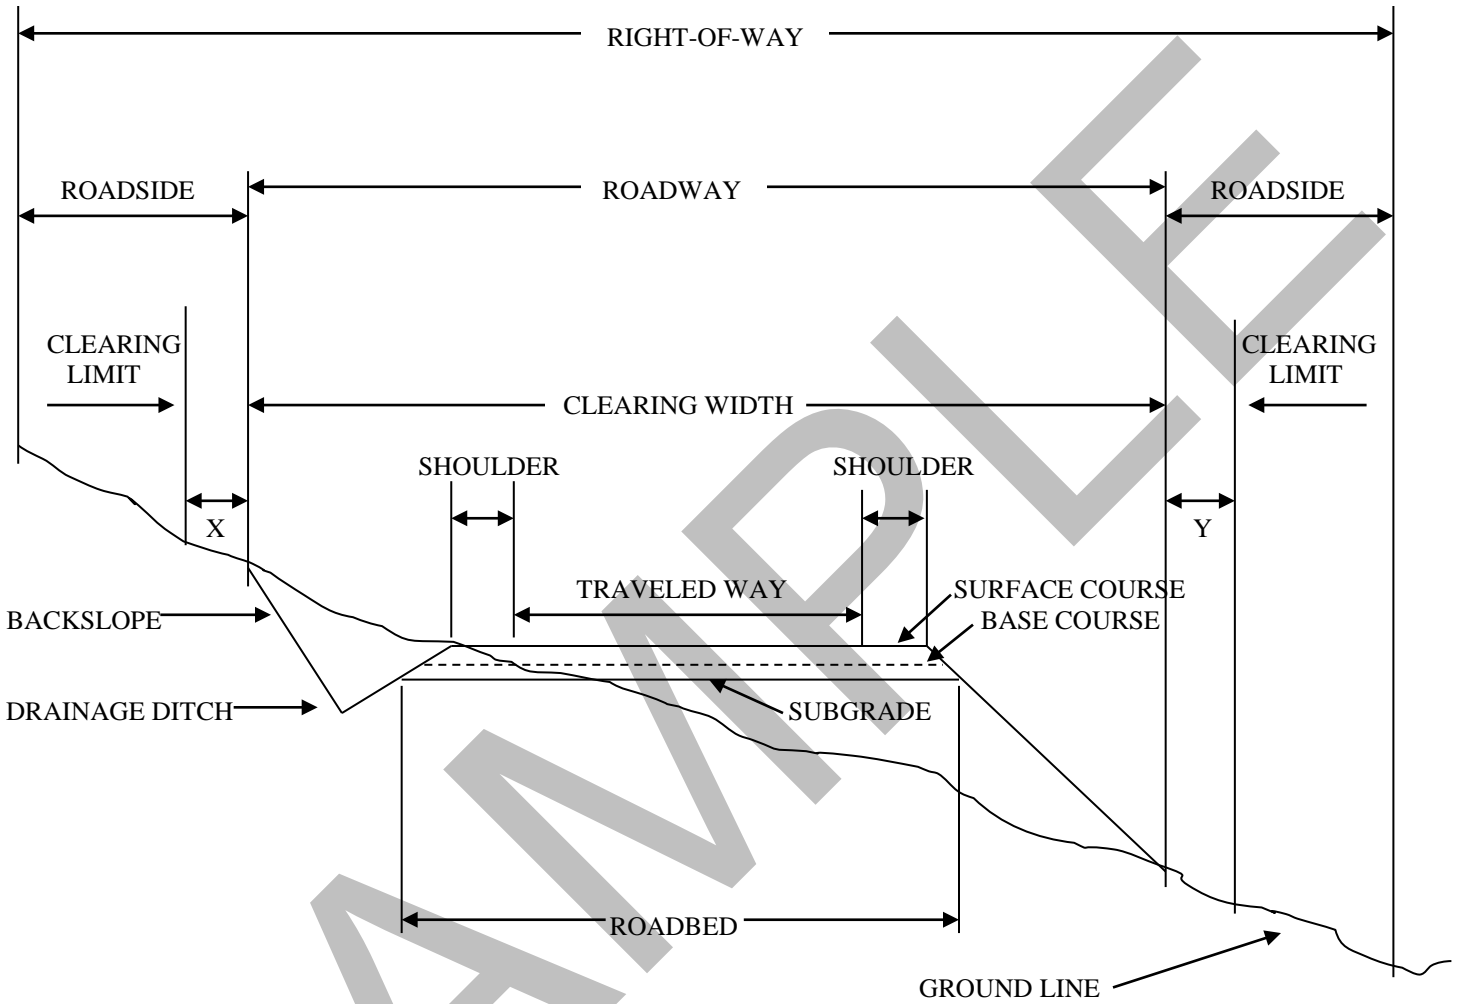 RIGHT-OF-WAY
ROADSIDE
ROADWAY
ROADSIDE
CLEARING
LIMIT
CLEARING
LIMIT
CLEARING WIDTH
SHOULDER
SHOULDER
X
Y
TRAVELED WAY
SURFACE COURSE
BACKSLOPE
BASE COURSE
DRAINAGE DITCH
SUBGRADE
ROADBED
GROUND LINE
AMPLE